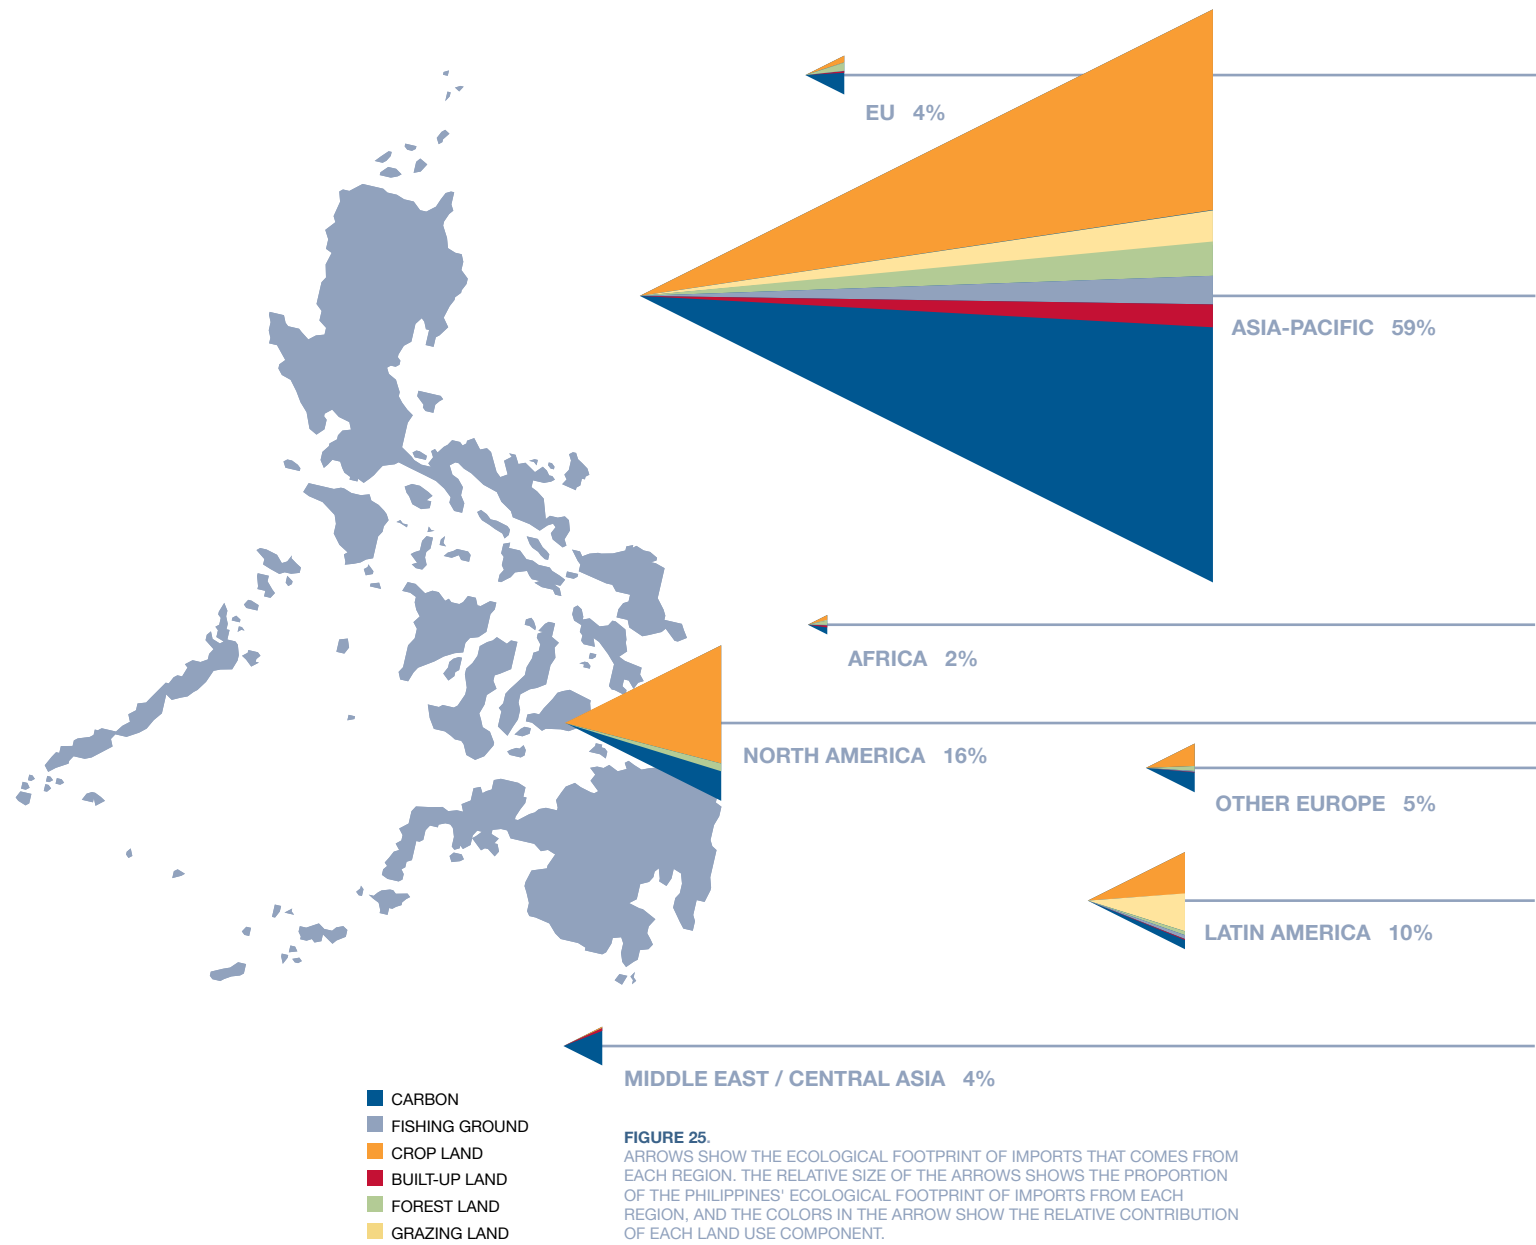 EU 4%
ASIA-PACIFIC 59%
AFRICA 2%
NORTH AMERICA 16%
OTHER EUROPE 5%
LATIN AMERICA 10%
MIDDLE EAST / CENTRAL ASIA 4%
CARBON
FISHING GROUND
CROP LAND
BUILT-UP LAND
FOREST LAND
GRAZING LAND
FIGURE 25.
ARROWS SHOW THE ECOLOGICAL FOOTPRINT OF IMPORTS THAT COMES FROM
EACH REGION. THE RELATIVE SIZE OF THE ARROWS SHOWS THE PROPORTION
OF THE PHILIPPINES' ECOLOGICAL FOOTPRINT OF IMPORTS FROM EACH
REGION, AND THE COLORS IN THE ARROW SHOW THE RELATIVE CONTRIBUTION
OF EACH LAND USE COMPONENT.